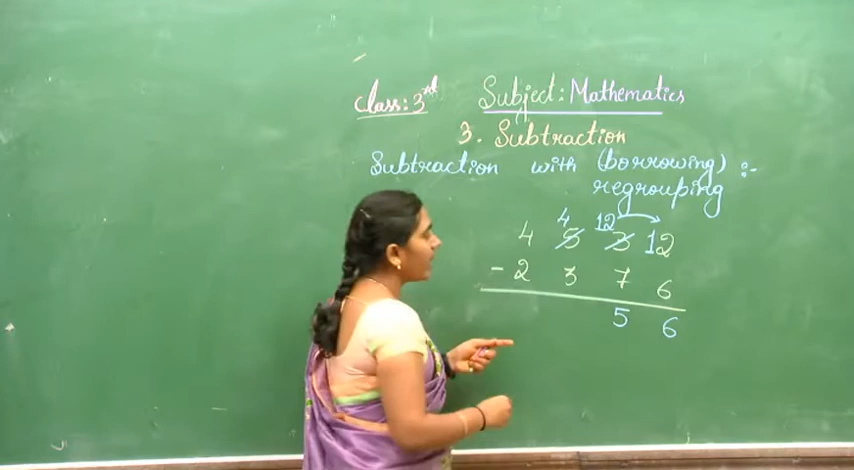 Class: 3rd Subject: Mathematics
3. Subtraction
Subtraction with (borrowing) :-
regrouping
4 12
4 5 3 12
- 2 3 7 6
5 6